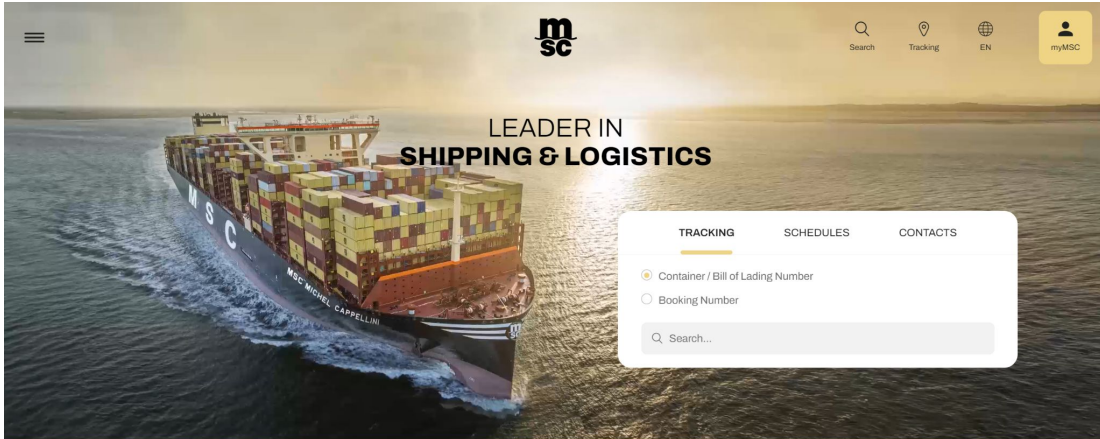 msc
Search
Tracking
EN
myMSC
LEADER IN
SHIPPING & LOGISTICS
TRACKING
SCHEDULES
CONTACTS
Container / Bill of Lading Number
Booking Number
Search...
MSC
MSC MICHEL CAPPELLINI
m